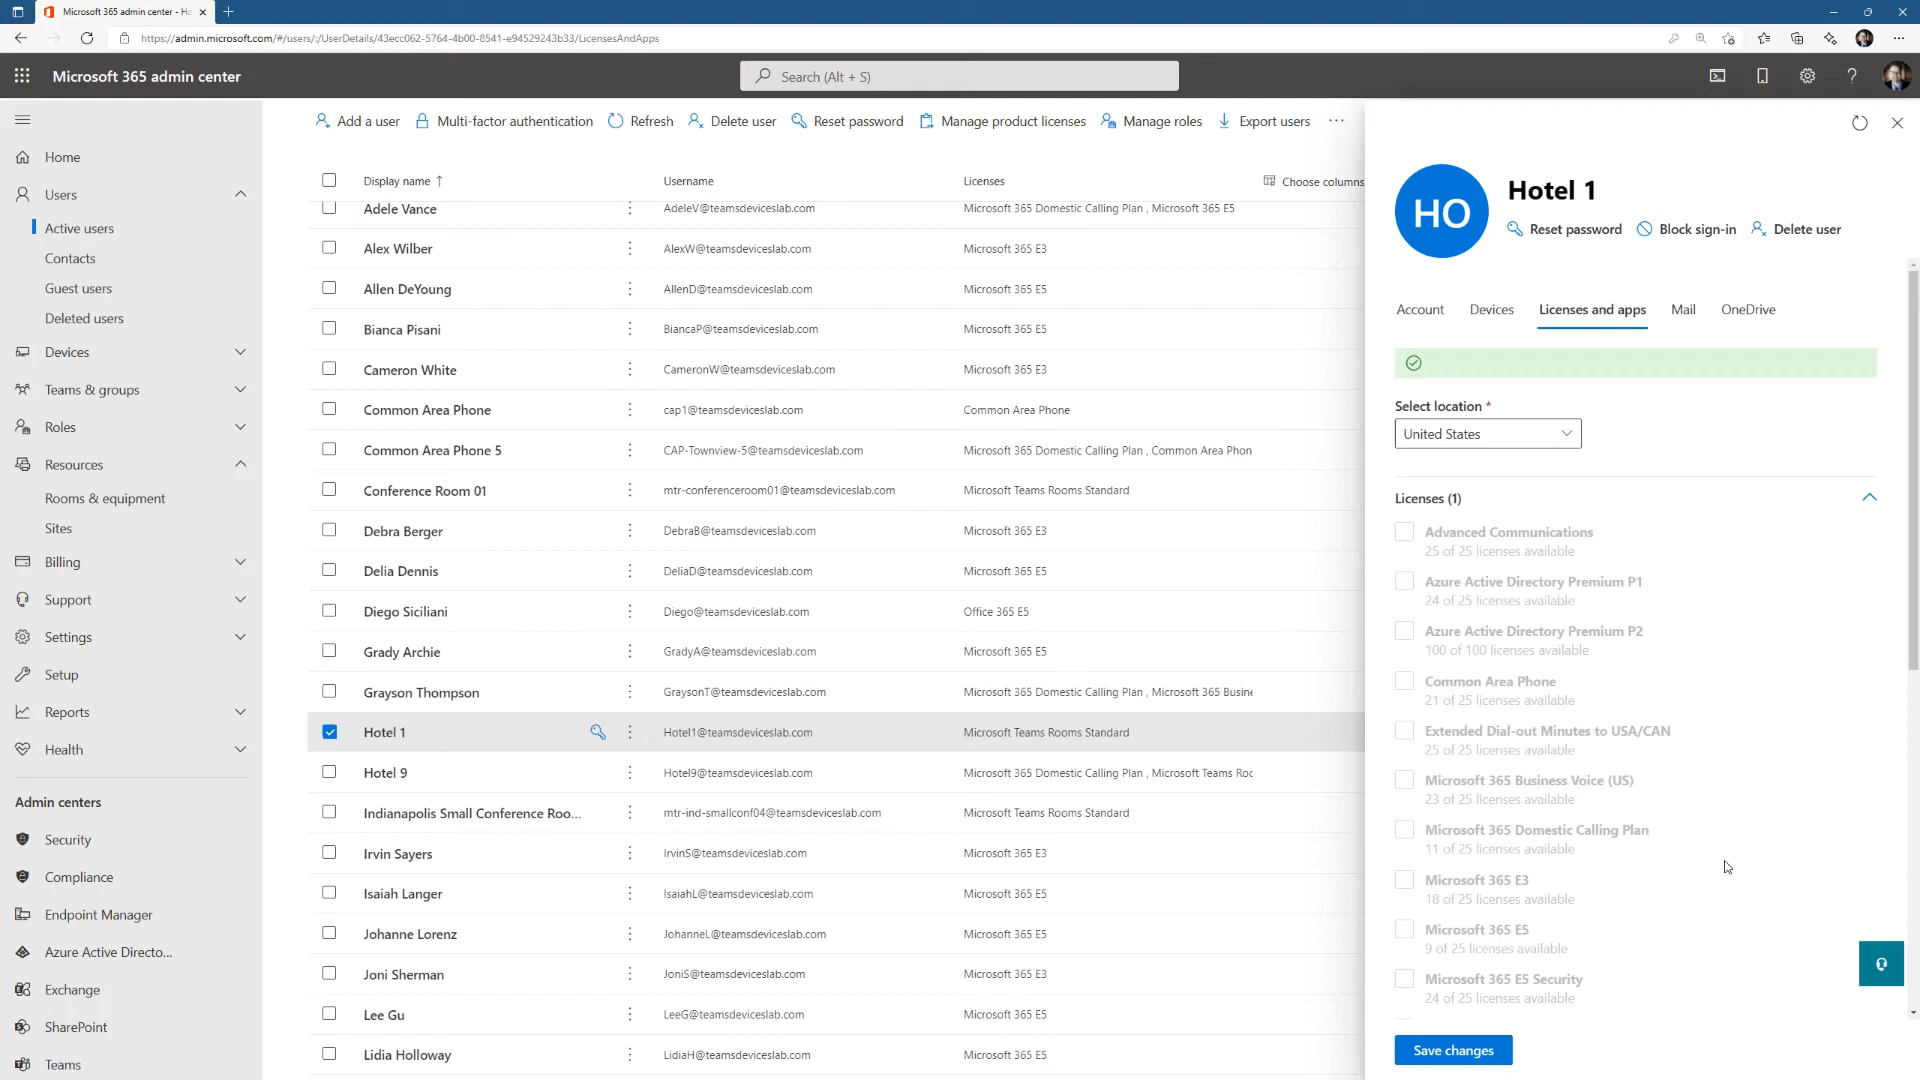 Microsoft 365 admin center - Ho
https://admin.microsoft.com/#/users/:/UserDetails/43ecc062-5764-4b00-8541-e94529243b33/LicensesAndApps
Microsoft 365 admin center
Search (Alt + S)
Home
Users
Active users
Contacts
Guest users
Deleted users
Devices
Teams & groups
Roles
Resources
Rooms & equipment
Sites
Billing
Support
Settings
Setup
Reports
Health
Admin centers
Security
Compliance
Endpoint Manager
Azure Active Directo...
Exchange
SharePoint
Teams
Add a user
Multi-factor authentication
Refresh
Delete user
Reset password
Manage product licenses
Manage roles
Export users
Display name ↑ Username Licenses Choose columns
Adele Vance AdeleV@teamsdeviceslab.com Microsoft 365 Domestic Calling Plan , Microsoft 365 E5
Alex Wilber AlexW@teamsdeviceslab.com Microsoft 365 E3
Allen DeYoung AllenD@teamsdeviceslab.com Microsoft 365 E5
Bianca Pisani BiancaP@teamsdeviceslab.com Microsoft 365 E5
Cameron White CameronW@teamsdeviceslab.com Microsoft 365 E3
Common Area Phone cap1@teamsdeviceslab.com Common Area Phone
Common Area Phone 5 CAP-Townview-5@teamsdeviceslab.com Microsoft 365 Domestic Calling Plan , Common Area Phon
Conference Room 01 mtr-conferenceroom01@teamsdeviceslab.com Microsoft Teams Rooms Standard
Debra Berger DebraB@teamsdeviceslab.com Microsoft 365 E3
Delia Dennis DeliaD@teamsdeviceslab.com Microsoft 365 E5
Diego Siciliani Diego@teamsdeviceslab.com Office 365 E5
Grady Archie GradyA@teamsdeviceslab.com Microsoft 365 E5
Grayson Thompson GraysonT@teamsdeviceslab.com Microsoft 365 Domestic Calling Plan , Microsoft 365 Busine
Hotel 1 Hotel1@teamsdeviceslab.com Microsoft Teams Rooms Standard
Hotel 9 Hotel9@teamsdeviceslab.com Microsoft 365 Domestic Calling Plan , Microsoft Teams Roo
Indianapolis Small Conference Roo... mtr-ind-smallconf04@teamsdeviceslab.com Microsoft Teams Rooms Standard
Irvin Sayers IrvinS@teamsdeviceslab.com Microsoft 365 E3
Isaiah Langer IsaiahL@teamsdeviceslab.com Microsoft 365 E5
Johanne Lorenz JohanneL@teamsdeviceslab.com Microsoft 365 E5
Joni Sherman JoniS@teamsdeviceslab.com Microsoft 365 E3
Lee Gu LeeG@teamsdeviceslab.com Microsoft 365 E5
Lidia Holloway LidiaH@teamsdeviceslab.com Microsoft 365 E5
HO
Hotel 1
Reset password
Block sign-in
Delete user
Account Devices Licenses and apps Mail OneDrive
Select location *
United States
Licenses (1)
Advanced Communications
25 of 25 licenses available
Azure Active Directory Premium P1
24 of 25 licenses available
Azure Active Directory Premium P2
100 of 100 licenses available
Common Area Phone
21 of 25 licenses available
Extended Dial-out Minutes to USA/CAN
25 of 25 licenses available
Microsoft 365 Business Voice (US)
23 of 25 licenses available
Microsoft 365 Domestic Calling Plan
11 of 25 licenses available
Microsoft 365 E3
18 of 25 licenses available
Microsoft 365 E5
9 of 25 licenses available
Microsoft 365 E5 Security
24 of 25 licenses available
Save changes